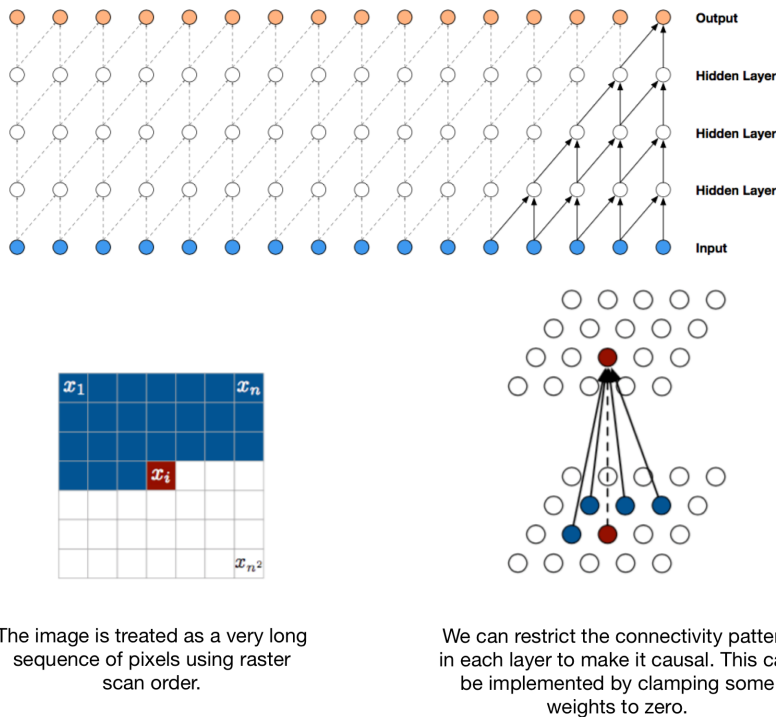 Output
Hidden Layer
Hidden Layer
Hidden Layer
Input
x₁ xₙ
xᵢ
xₙ²
The image is treated as a very long
sequence of pixels using raster
scan order.
We can restrict the connectivity patter
in each layer to make it causal. This ca
be implemented by clamping some
weights to zero.